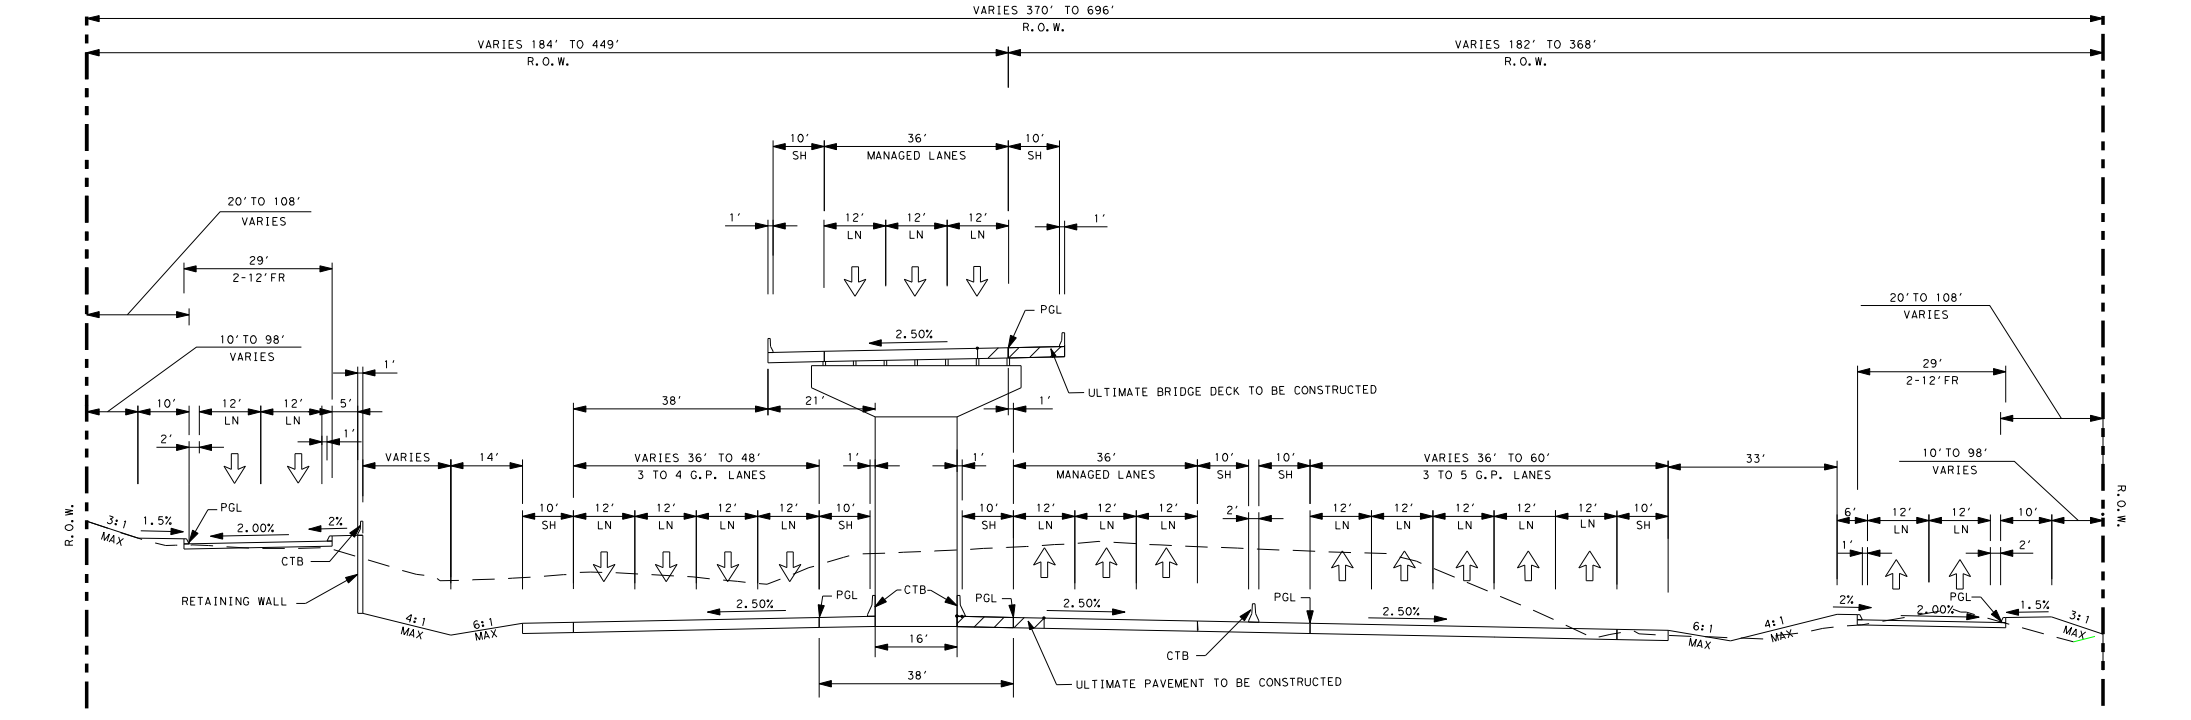 VARIES 370' TO 696'
R.O.W.
VARIES 184' TO 449'
R.O.W.
VARIES 182' TO 368'
R.O.W.
10'
SH
36'
MANAGED LANES
10'
SH
20' TO 108'
VARIES
1'
12'
LN
12'
LN
12'
LN
1'
29'
2-12'FR
20' TO 108'
VARIES
PGL
2.50%
10' TO 98'
VARIES
1'
29'
2-12'FR
ULTIMATE BRIDGE DECK TO BE CONSTRUCTED
10'
12'
LN
12'
LN
5'
38'
21'
1'
2'
1'
VARIES
14'
VARIES 36' TO 48'
3 TO 4 G.P. LANES
1'
1'
36'
MANAGED LANES
10'
SH
10'
SH
VARIES 36' TO 60'
3 TO 5 G.P. LANES
33'
10' TO 98'
VARIES
R.O.W.
3:1
MAX
1.5%
PGL
2.00%
2%
CTB
RETAINING WALL
10'
SH
12'
LN
12'
LN
12'
LN
12'
LN
10'
SH
10'
SH
12'
LN
12'
LN
12'
LN
2'
12'
LN
12'
LN
12'
LN
12'
LN
12'
LN
10'
SH
6'
12'
LN
12'
LN
10'
R.O.W.
1'
2'
4:1
MAX
6:1
MAX
2.50%
PGL
CTB
PGL
2.50%
PGL
2.50%
6:1
MAX
4:1
MAX
2%
2.00%
PGL
1.5%
3:1
MAX
16'
CTB
38'
ULTIMATE PAVEMENT TO BE CONSTRUCTED